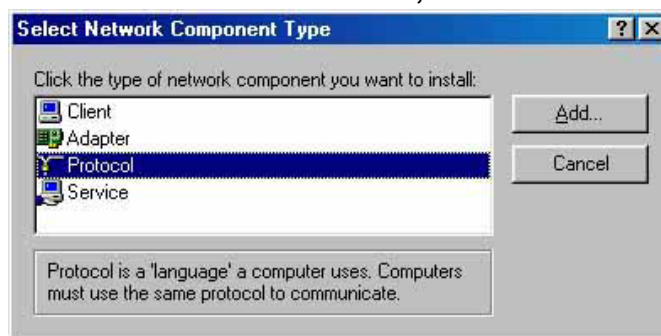 Select Network Component Type
Click the type of network component you want to install:
Client
Adapter
Protocol
Service
Add...
Cancel
Protocol is a 'language' a computer uses. Computers
must use the same protocol to communicate.